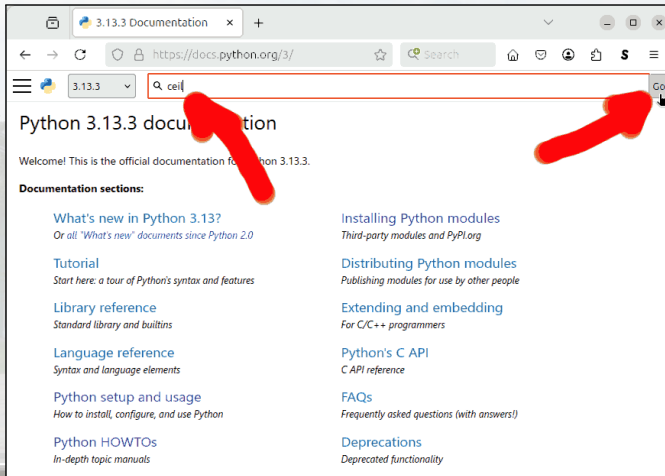 3.13.3 Documentation
https://docs.python.org/3/
Search
S
3.13.3
ceil
Go
Python 3.13.3 docu tion
Welcome! This is the official documentation fo hon 3.13.3.
Documentation sections:
What's new in Python 3.13?
Or all "What's new" documents since Python 2.0
Tutorial
Start here: a tour of Python's syntax and features
Library reference
Standard library and builtins
Language reference
Syntax and language elements
Python setup and usage
How to install, configure, and use Python
Python HOWTOs
In-depth topic manuals
Installing Python modules
Third-party modules and PyPI.org
Distributing Python modules
Publishing modules for use by other people
Extending and embedding
For C/C++ programmers
Python's C API
C API reference
FAQs
Frequently asked questions (with answers!)
Deprecations
Deprecated functionality